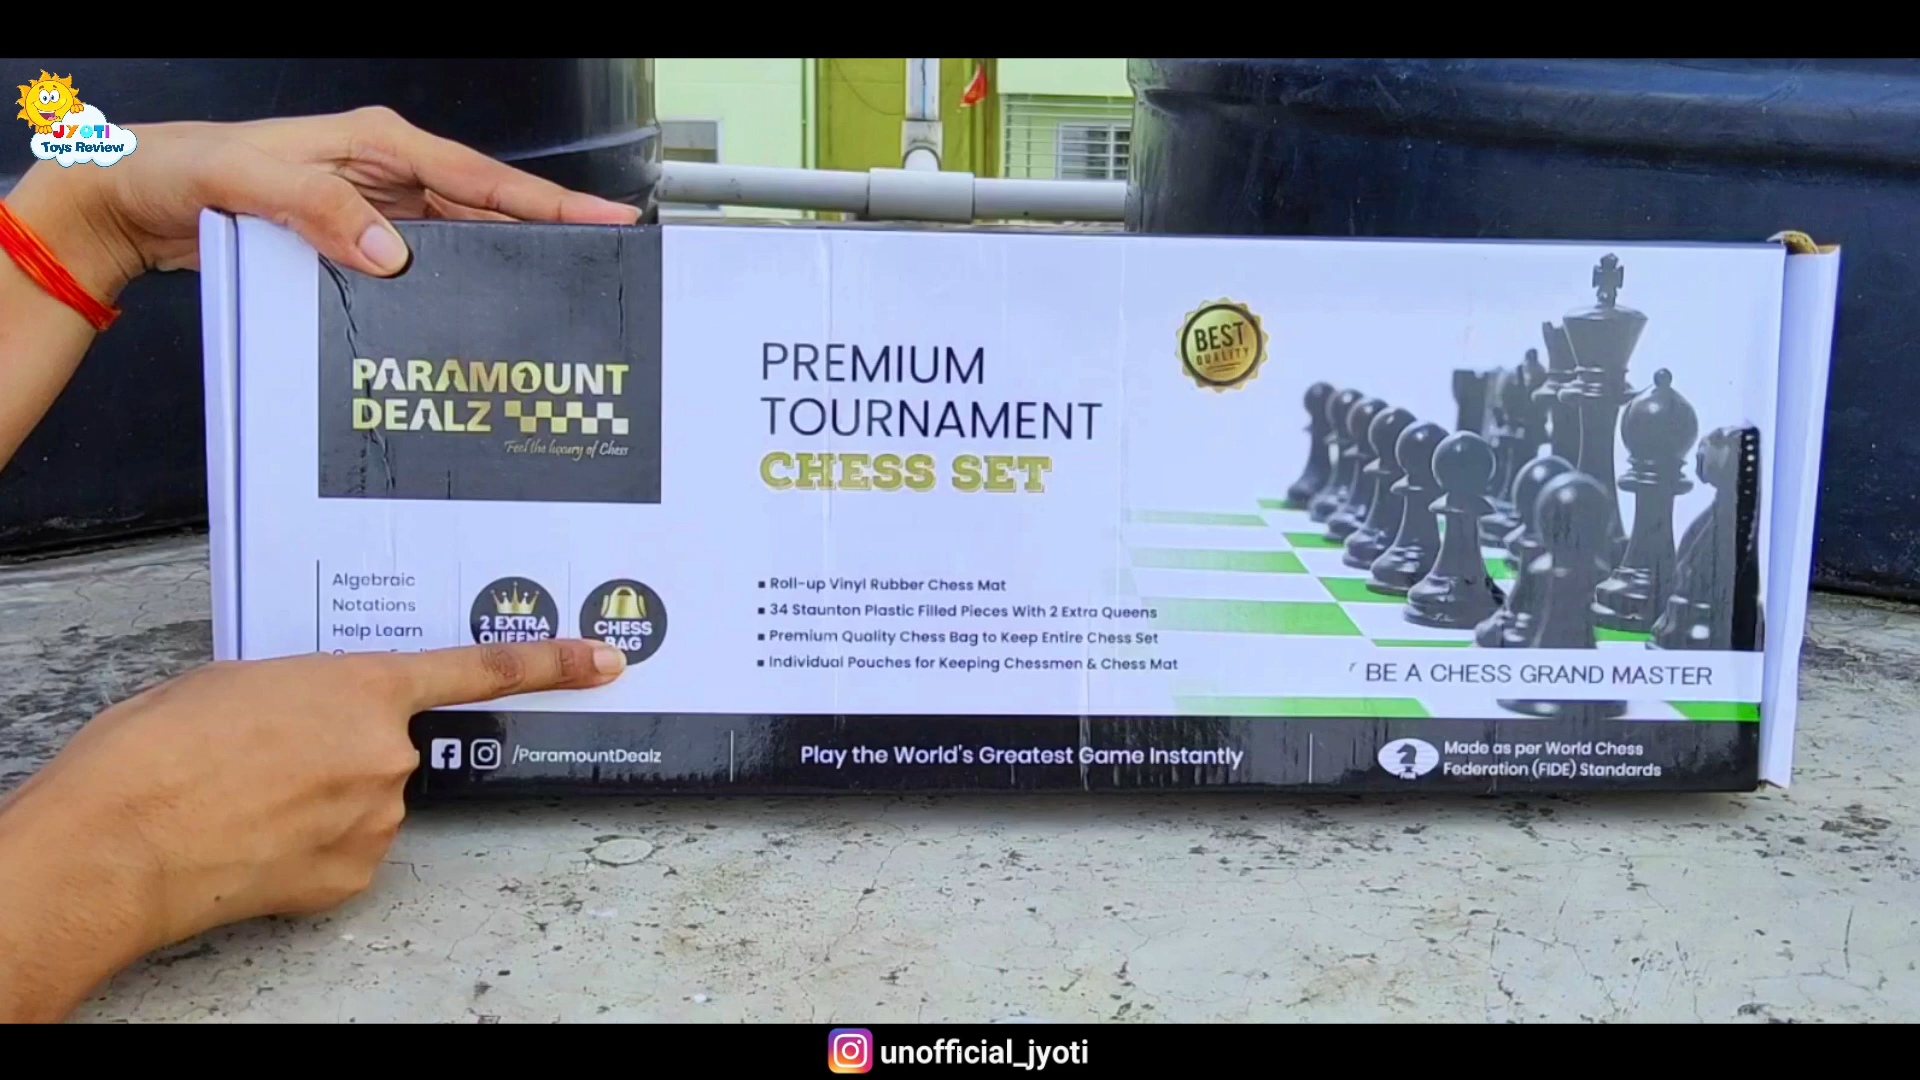 JYOTI
Toys Review
PARAMOUNT
DEALZ
Feel the luxury of Chess
PREMIUM
TOURNAMENT
CHESS SET
BEST
QUALITY
Algebraic
Notations
Help Learn
2 EXTRA
QUEENS
CHESS
BAG
▪ Roll-up Vinyl Rubber Chess Mat
▪ 34 Staunton Plastic Filled Pieces With 2 Extra Queens
▪ Premium Quality Chess Bag to Keep Entire Chess Set
▪ Individual Pouches for Keeping Chessmen & Chess Mat
BE A CHESS GRAND MASTER
/ParamountDealz
Play the World's Greatest Game Instantly
Made as per World Chess
Federation (FIDE) Standards
unofficial_jyoti